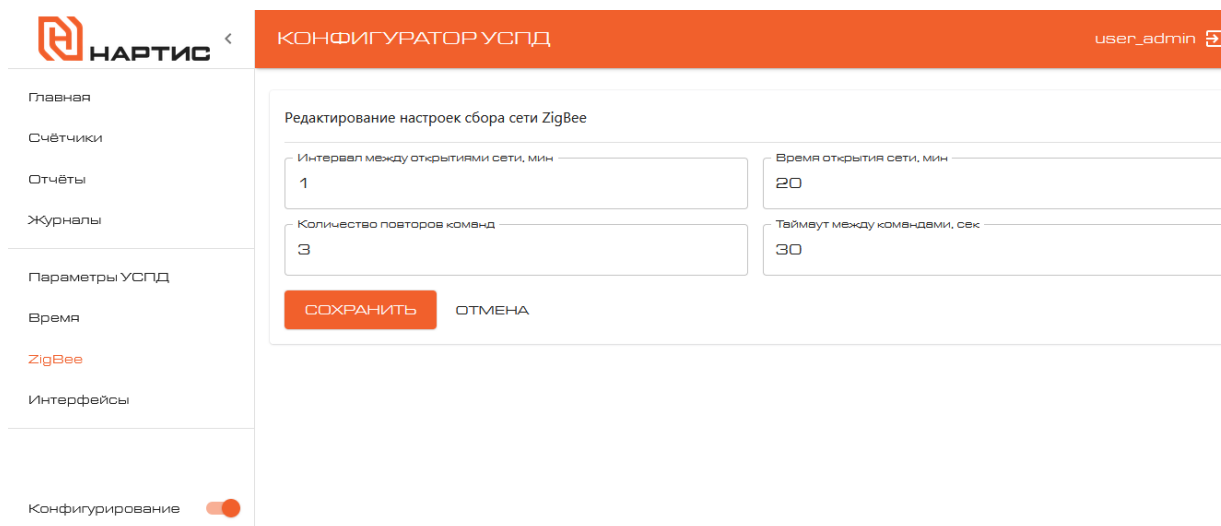 НАРТИС
КОНФИГУРАТОР УСПД
user_admin
Главная
Счётчики
Отчёты
Журналы
Параметры УСПД
Время
ZigBee
Интерфейсы
Конфигурирование
Редактирование настроек сбора сети ZigBee
Интервал между открытиями сети, мин
1
Время открытия сети, мин
20
Количество повторов команд
3
Таймаут между командами, сек
30
СОХРАНИТЬ
ОТМЕНА